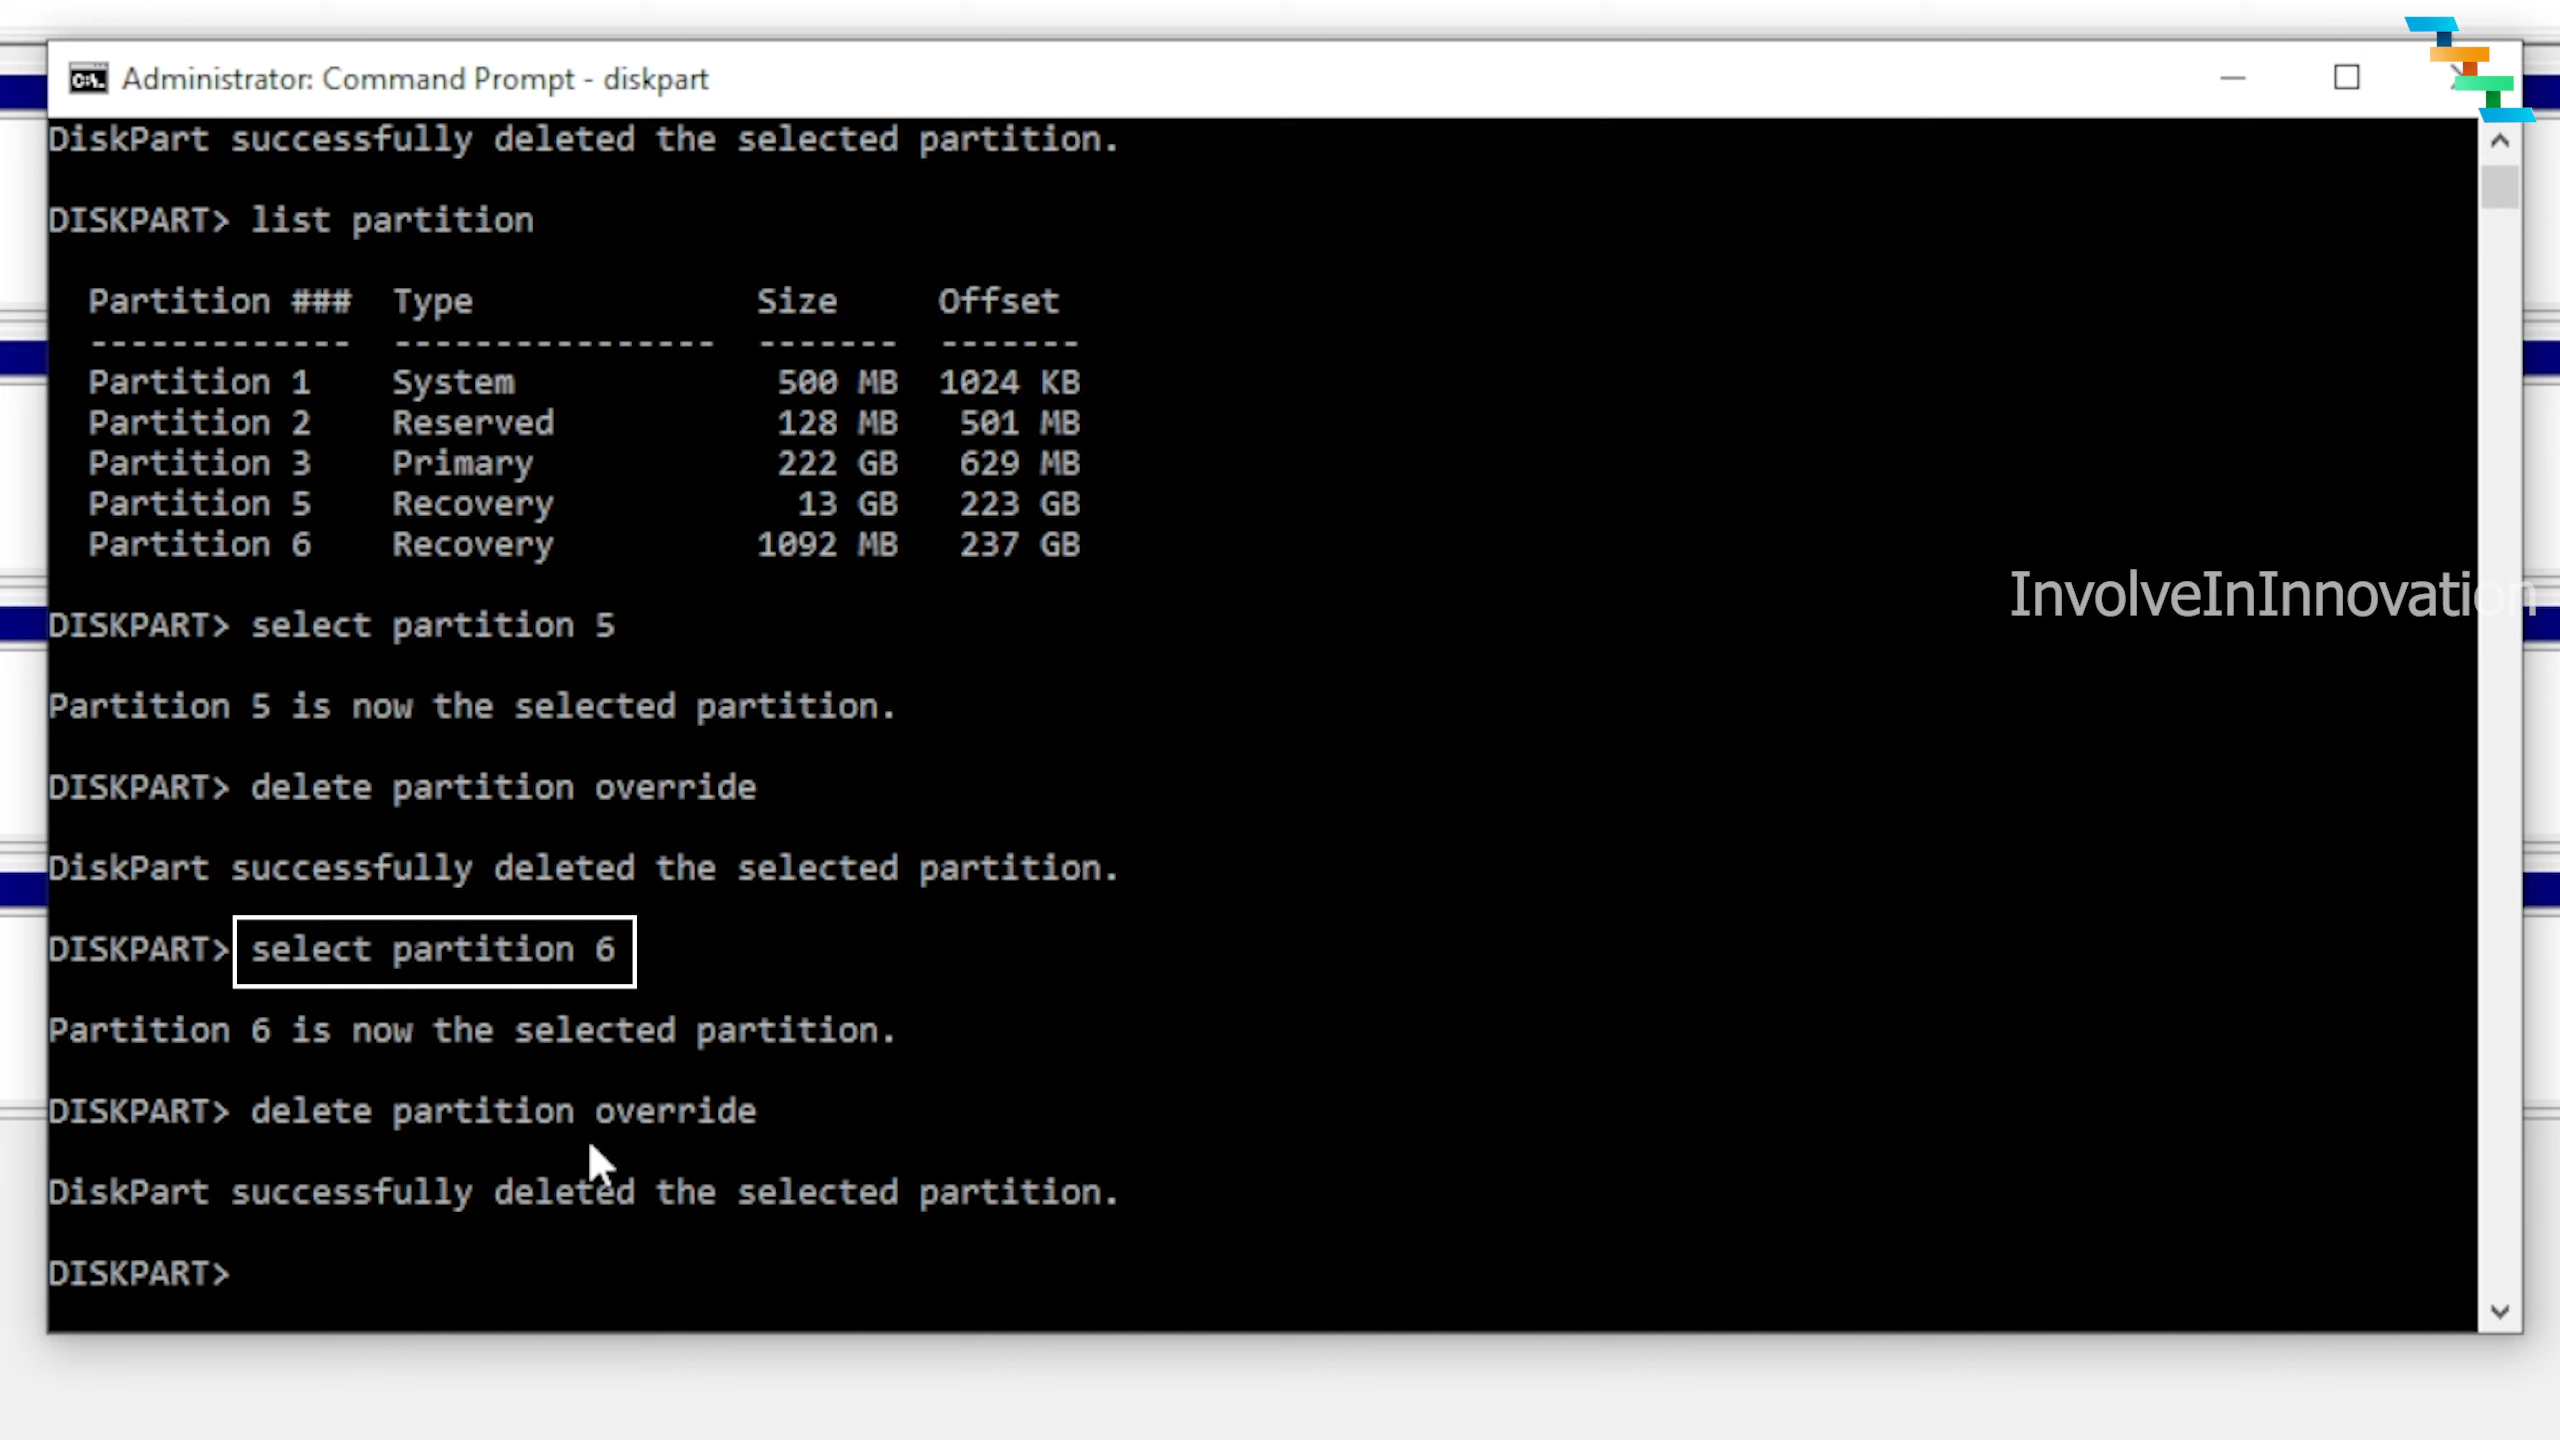 Administrator: Command Prompt - diskpart
DiskPart successfully deleted the selected partition.
DISKPART> list partition
Partition ### Type Size Offset
------------- ---------------- ------- -------
Partition 1 System 500 MB 1024 KB
Partition 2 Reserved 128 MB 501 MB
Partition 3 Primary 222 GB 629 MB
Partition 5 Recovery 13 GB 223 GB
Partition 6 Recovery 1092 MB 237 GB
InvolveInInnovation
DISKPART> select partition 5
Partition 5 is now the selected partition.
DISKPART> delete partition override
DiskPart successfully deleted the selected partition.
DISKPART> select partition 6
Partition 6 is now the selected partition.
DISKPART> delete partition override
DiskPart successfully deleted the selected partition.
DISKPART>